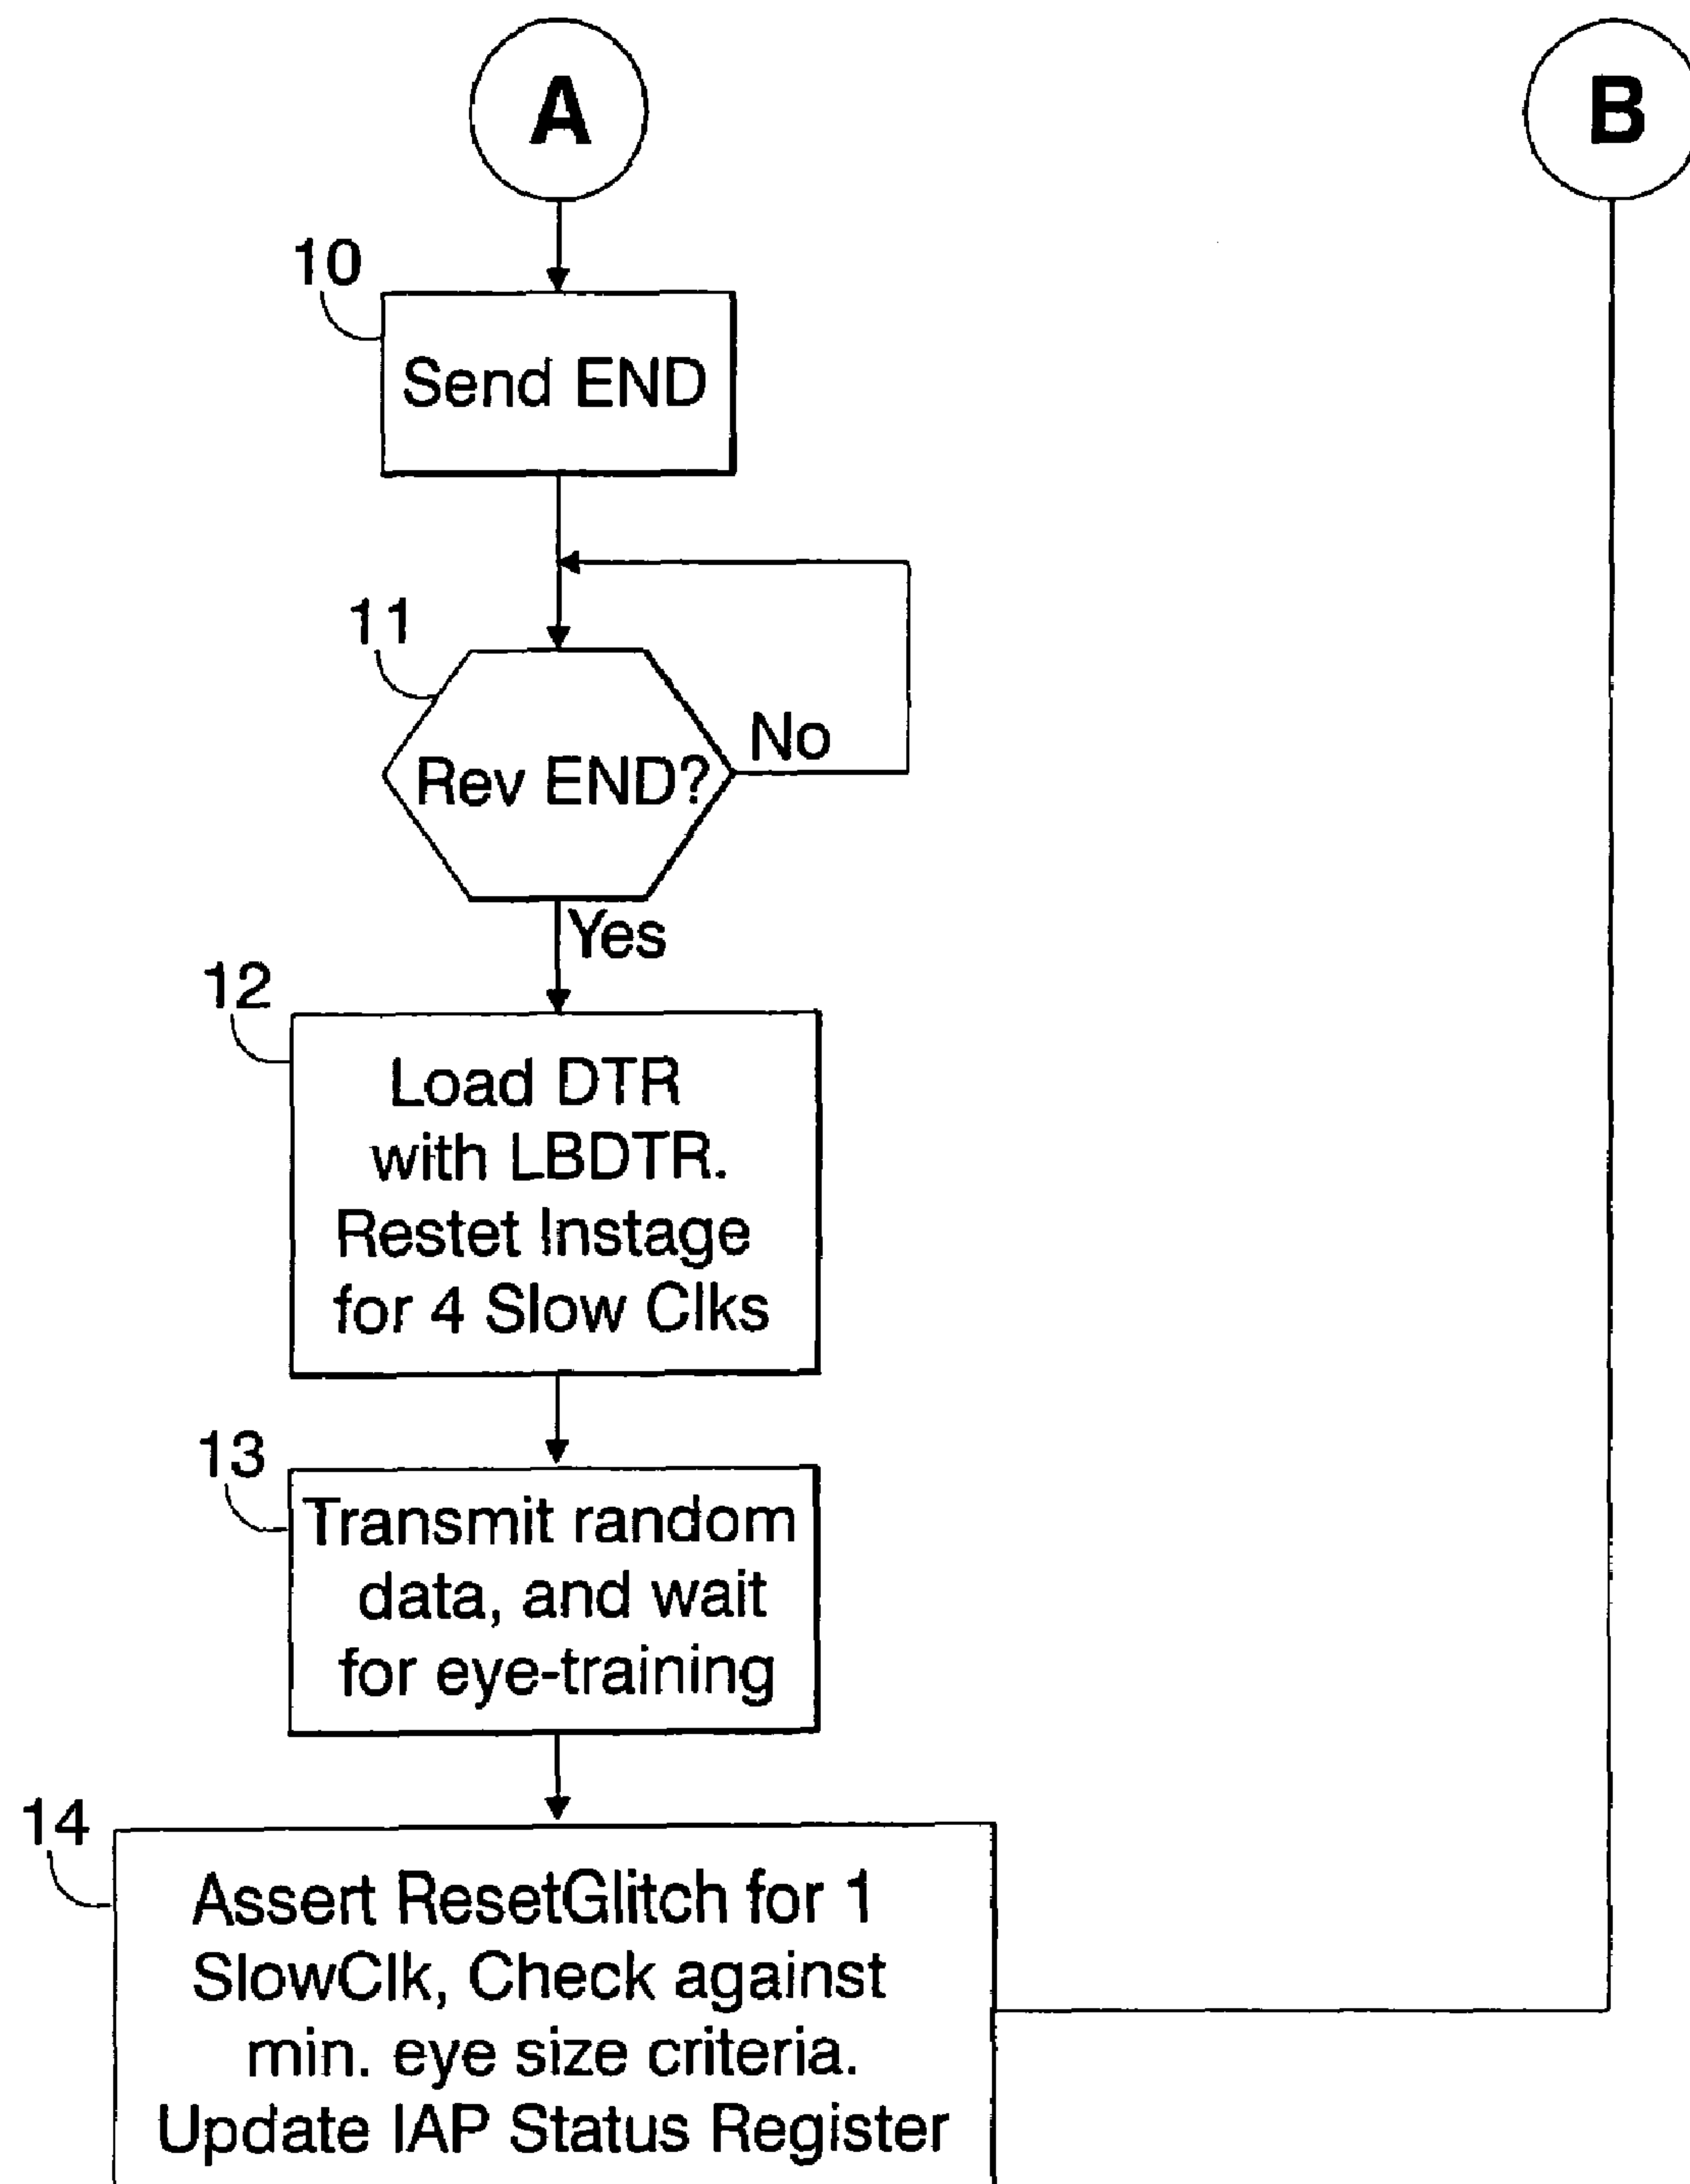 A
B
10
Send END
11
No
Rev END?
Yes
12
Load DTR
with LBDTR.
Restet Instage
for 4 Slow Clks
13
Transmit random
data, and wait
for eye-training
14
Assert ResetGlitch for 1
SlowClk, Check against
min. eye size criteria.
Update IAP Status Register